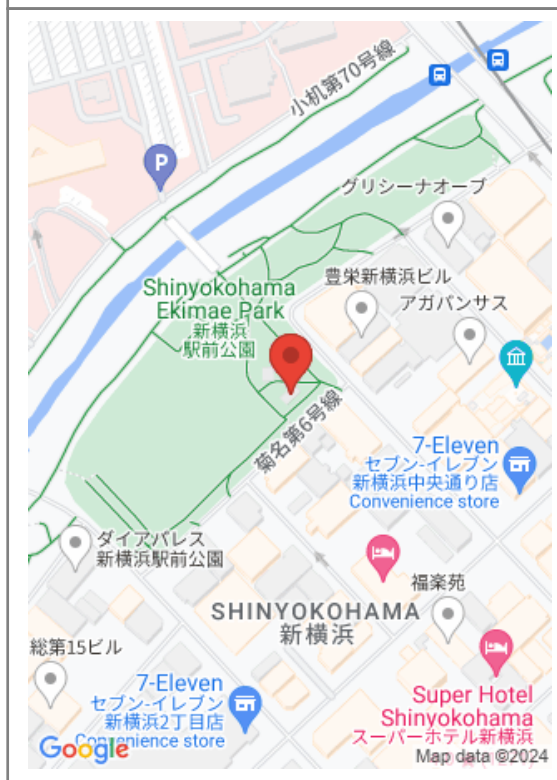 小机第70号線
P
グリシーナオーブ
Shinyokohama
Ekimae Park
新横浜
駅前公園
豊栄新横浜ビル
アガパンサス
菊名第6号線
7-Eleven
セブン-イレブン
新横浜中央通り店
Convenience store
ダイアパレス
新横浜駅前公園
福楽苑
SHINYOKOHAMA
新横浜
総第15ビル
7-Eleven
セブン-イレブン
新横浜2丁目店
Convenience store
Super Hotel
Shinyokohama
スーパーホテル新横浜
Google
Map data ©2024